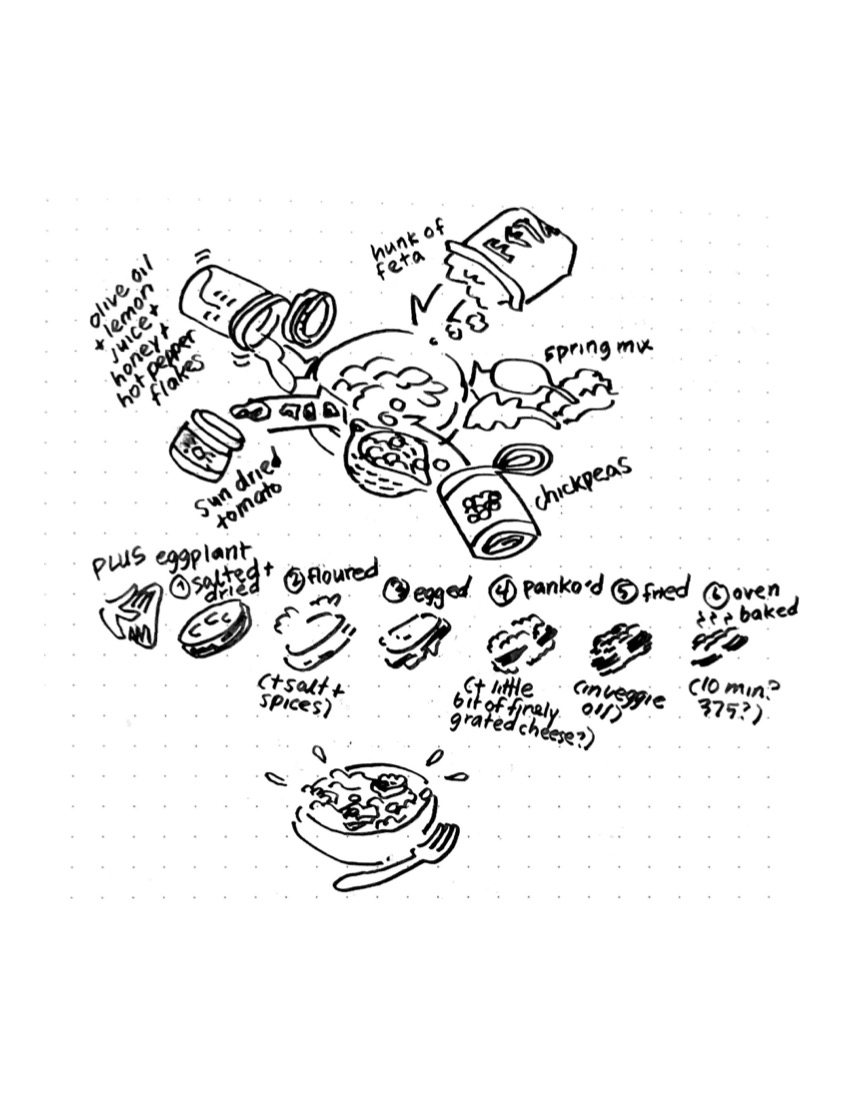 hunk of
feta
FETA
olive oil
+ lemon
juice +
honey +
hot pepper
flakes
spring mix
sun dried
tomato
chickpeas
PLUS eggplant
① salted +
dried
② floured
(+ salt +
spices)
③ egged
④ panko'd
(+ little
bit of finely
grated cheese?)
⑤ fried
(in veggie
oil)
⑥ oven
baked
(10 min?
375?)